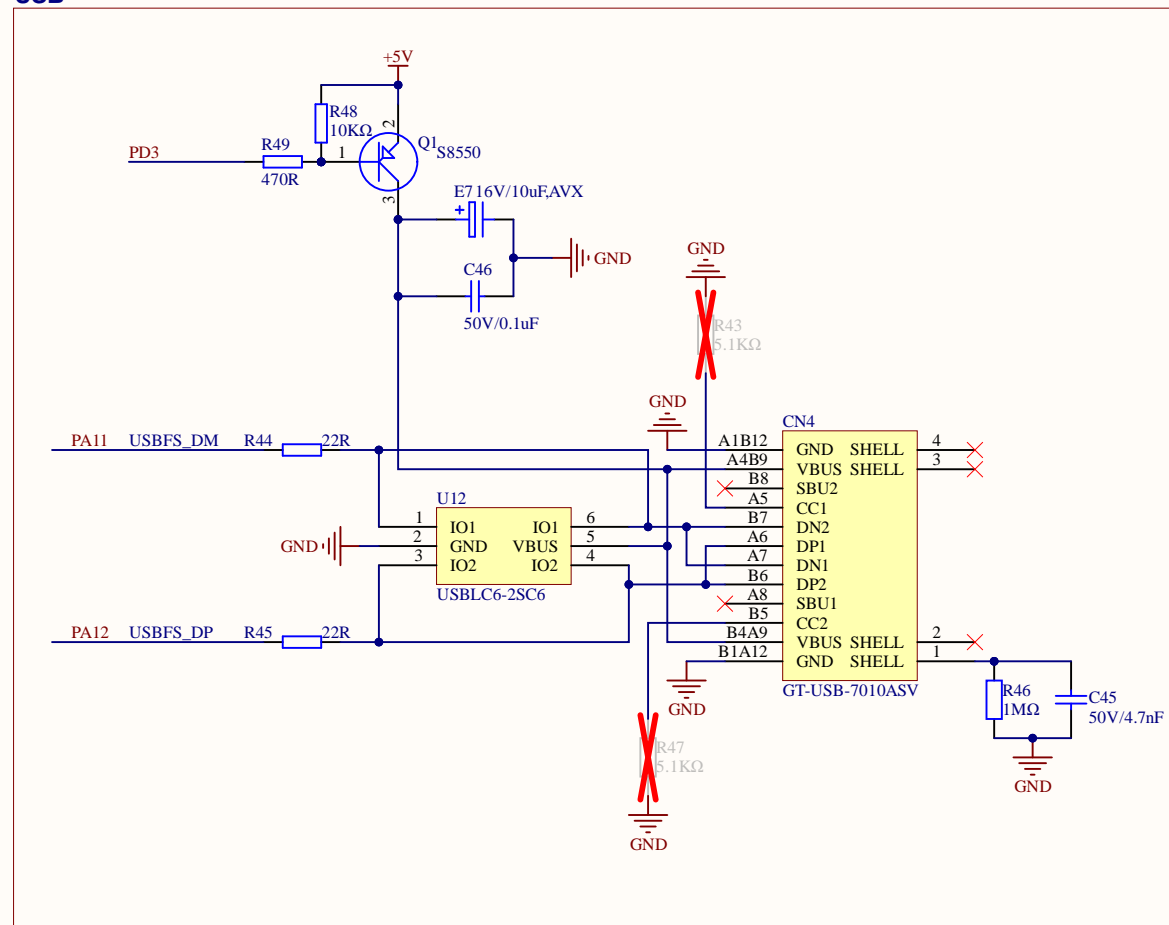 +5V
R48
10KΩ
2
Q1
S8550
R49
1
PD3
470R
3
E7 16V/10uF,AVX
+
GND
C46
50V/0.1uF
GND
R43
5.1KΩ
GND
CN4
PA11 USBFS_DM R44 22R
A1B12 GND SHELL 4
A4B9 VBUS SHELL 3
B8 SBU2
A5 CC1
B7 DN2
A6 DP1
A7 DN1
B6 DP2
A8 SBU1
B5 CC2
B4A9 VBUS SHELL 2
B1A12 GND SHELL 1
GT-USB-7010ASV
U12
1 IO1 IO1 6
GND 2 GND VBUS 5
3 IO2 IO2 4
USBLC6-2SC6
PA12 USBFS_DP R45 22R
GND
R46
1MΩ
C45
50V/4.7nF
GND
R47
5.1KΩ
GND